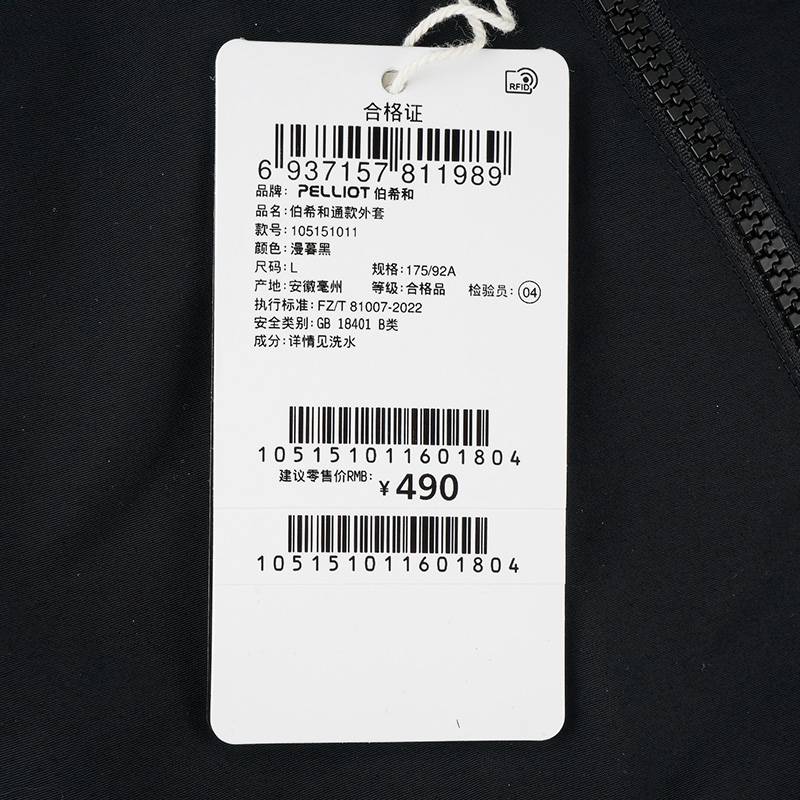 RFID
合格证
6 937157 811989
品牌: PELLIOT 伯希和
品名:伯希和通款外套
款号:105151011
颜色:漫暮黑
尺码:L 规格:175/92A
产地:安徽亳州 等级:合格品 检验员:04
执行标准:FZ/T 81007-2022
安全类别:GB 18401 B类
成分:详情见洗水
105151011601804
建议零售价RMB:
¥ 490
105151011601804